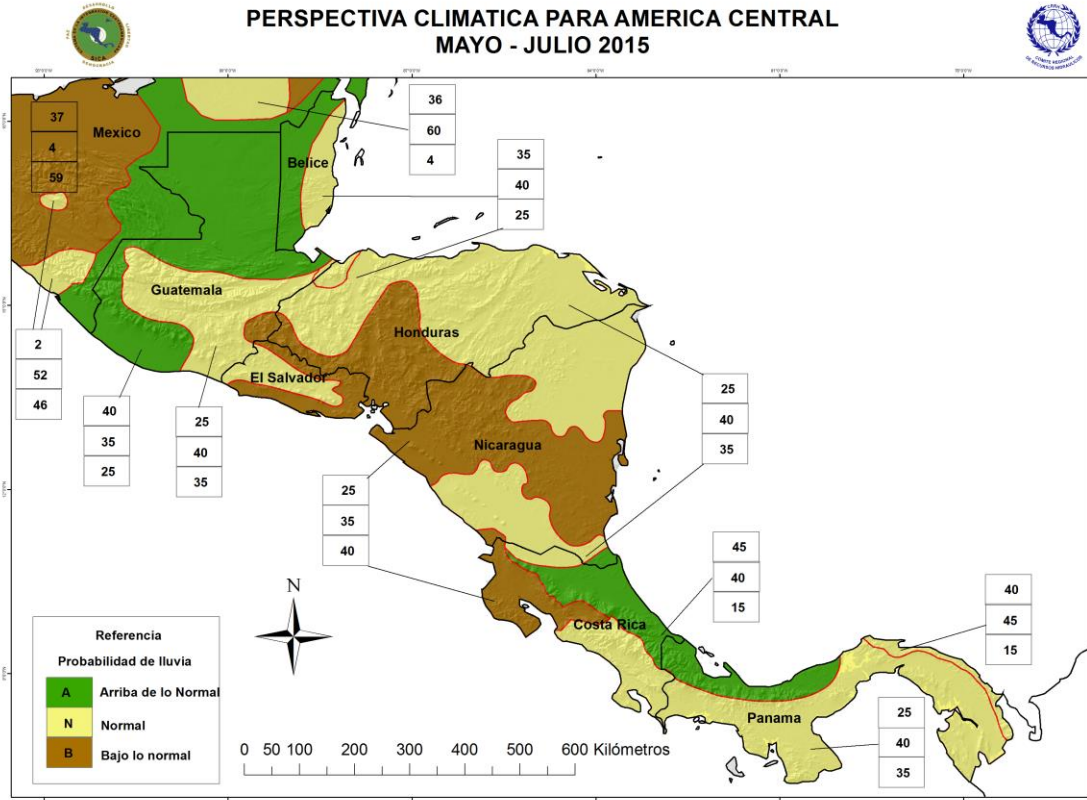 PERSPECTIVA CLIMATICA PARA AMERICA CENTRAL
MAYO - JULIO 2015
37
4
59
Mexico
36
60
4
Belice
35
40
25
Guatemala
Honduras
El Salvador
2
52
46
40
35
25
25
40
35
25
40
35
Nicaragua
25
35
40
45
40
15
40
45
15
Costa Rica
Panama
25
40
35
N
Referencia
Probabilidad de lluvia
A Arriba de lo Normal
N Normal
B Bajo lo normal
0 50 100 200 300 400 500 600 Kilómetros